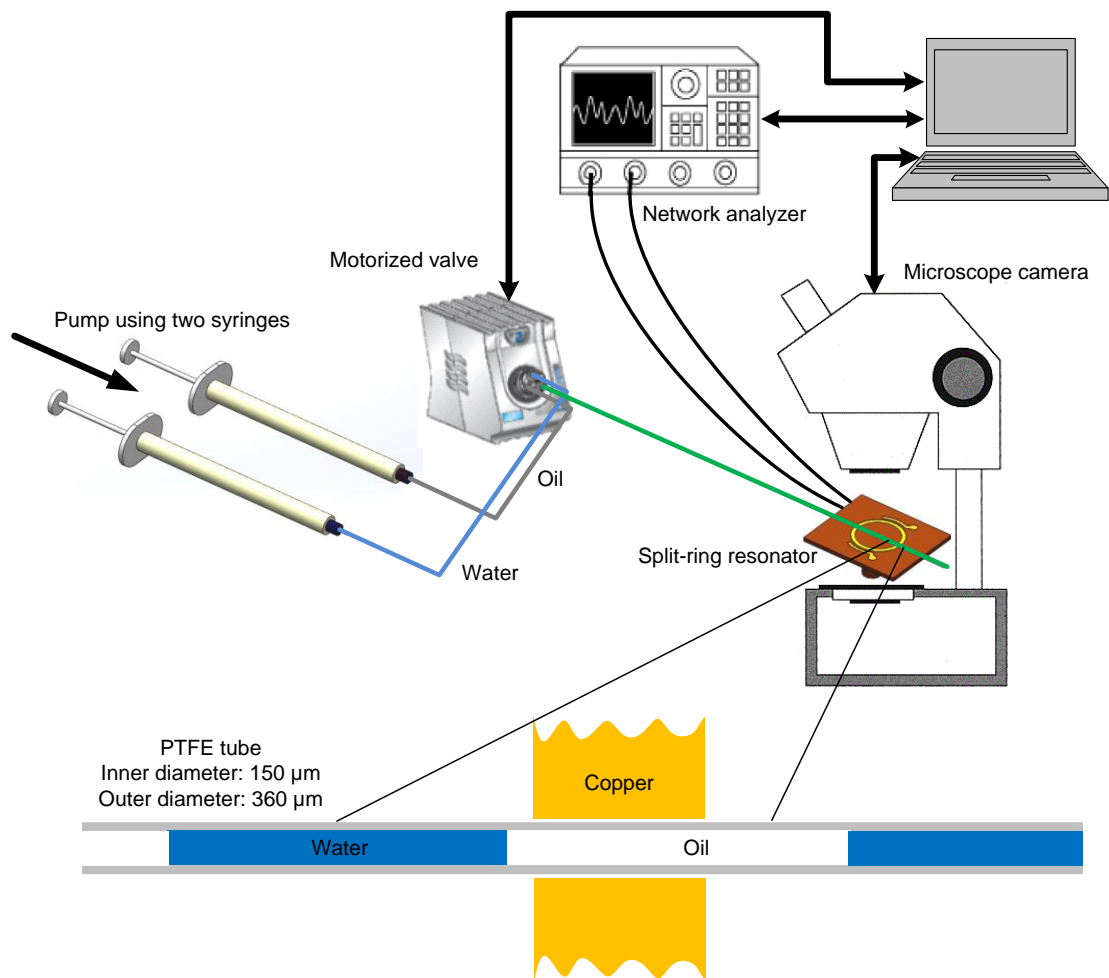 Network analyzer
Motorized valve
Microscope camera
Pump using two syringes
Oil
Split-ring resonator
Water
PTFE tube
Inner diameter: 150 µm
Outer diameter: 360 µm
Copper
Water
Oil